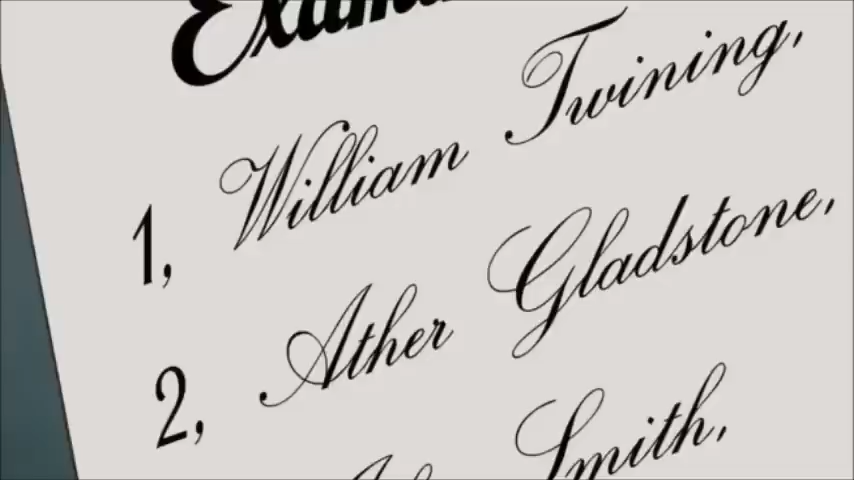 1, William Twining,
2, Ather Gladstone,
Smith,